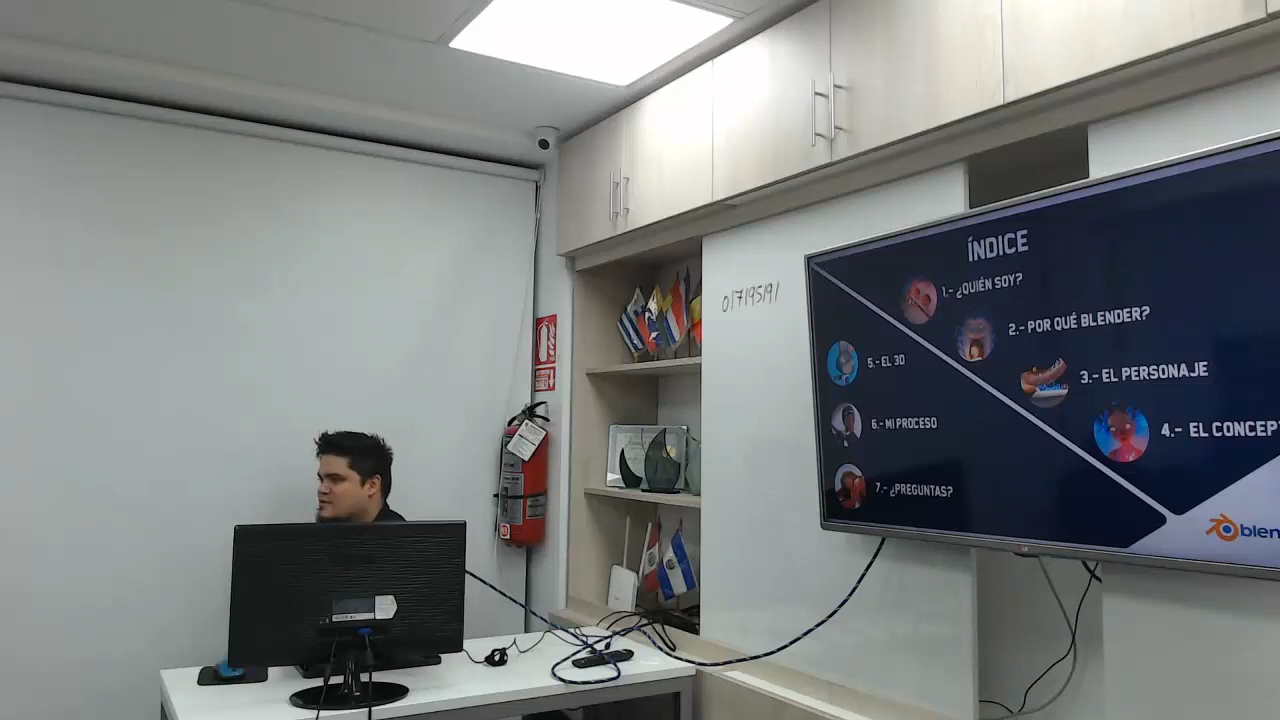 017195191
ÍNDICE
1.- ¿QUIÉN SOY?
2.- POR QUÉ BLENDER?
3.- EL PERSONAJE
4.- EL CONCEPT
5.- EL 3D
6.- MI PROCESO
7.- ¿PREGUNTAS?
blen